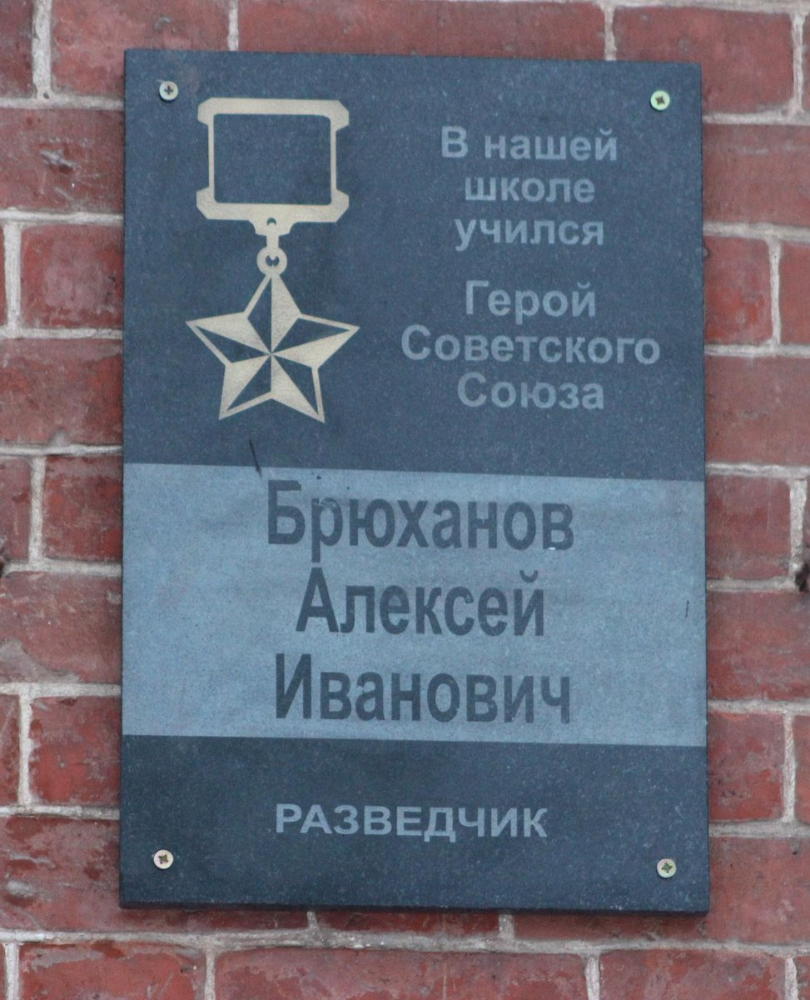 В нашей
школе
учился
Герой
Советского
Союза
Брюханов
Алексей
Иванович
РАЗВЕДЧИК